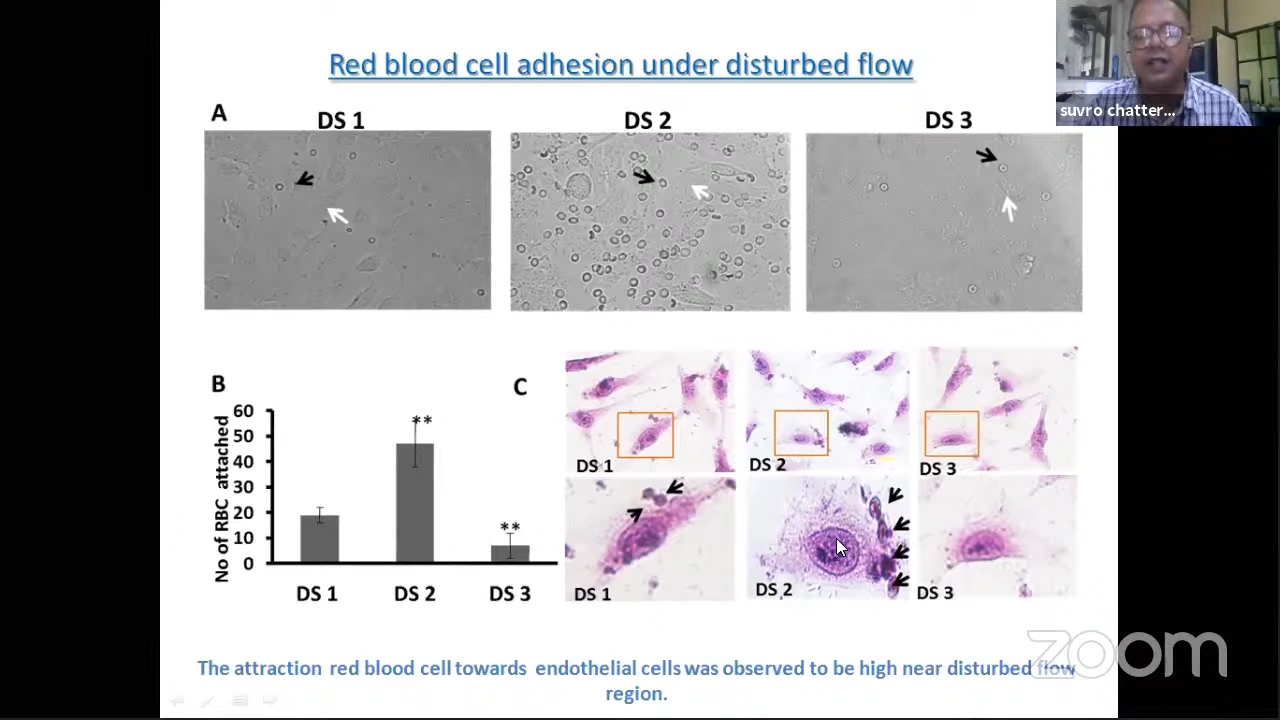 Red blood cell adhesion under disturbed flow
suvro chatter...
A
DS 1
DS 2
DS 3
B
C
60
50
40
30
20
10
0
No of RBC attached
**
**
DS 1
DS 2
DS 3
DS 1
DS 2
DS 3
DS 1
DS 2
DS 3
The attraction red blood cell towards endothelial cells was observed to be high near disturbed flow
region.
zoom